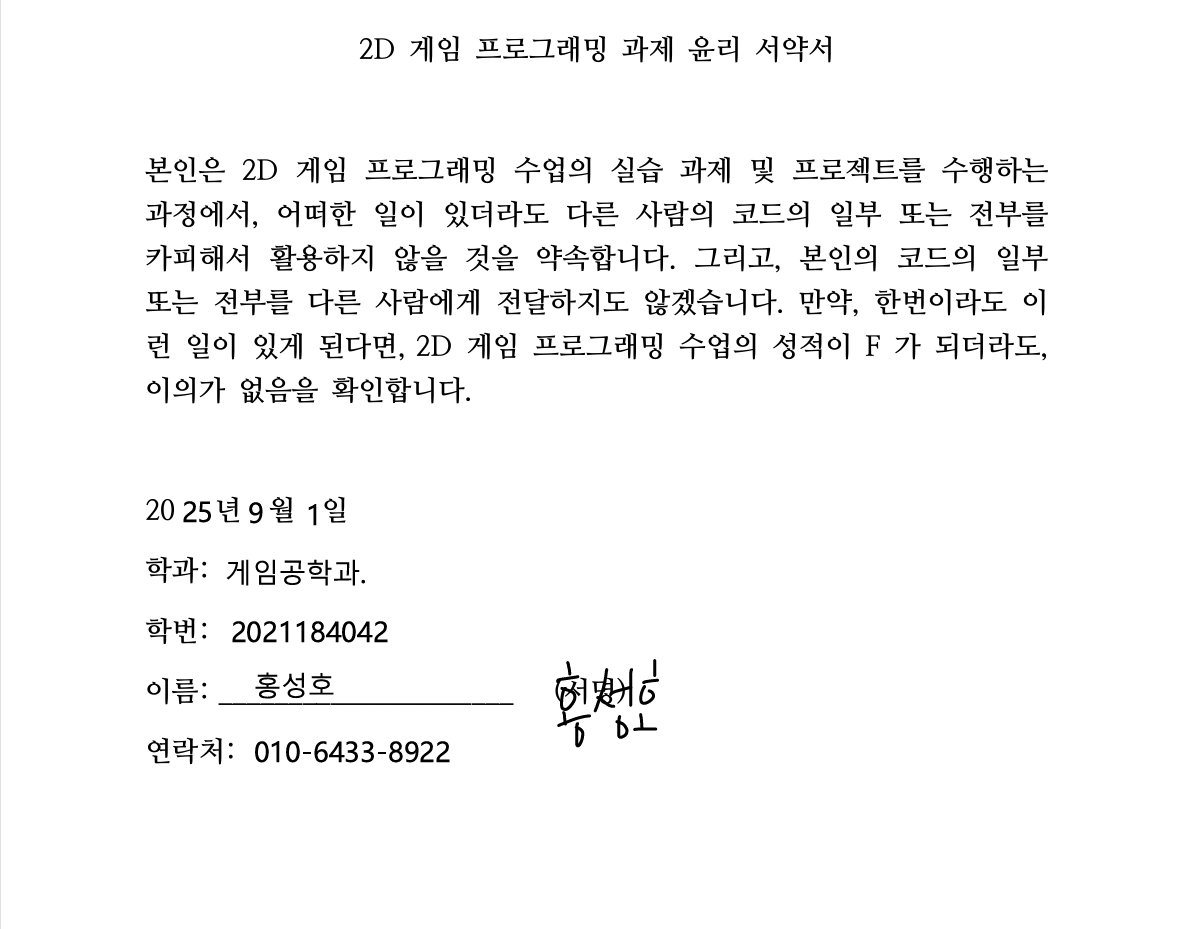 2D 게임 프로그래밍 과제 윤리 서약서
본인은 2D 게임 프로그래밍 수업의 실습 과제 및 프로젝트를 수행하는
과정에서, 어떠한 일이 있더라도 다른 사람의 코드의 일부 또는 전부를
카피해서 활용하지 않을 것을 약속합니다. 그리고, 본인의 코드의 일부
또는 전부를 다른 사람에게 전달하지도 않겠습니다. 만약, 한번이라도 이
런 일이 있게 된다면, 2D 게임 프로그래밍 수업의 성적이 F 가 되더라도,
이의가 없음을 확인합니다.
20 25년 9월 1일
학과: 게임공학과.
학번: 2021184042
이름: 홍성호 (서명) 홍성호
연락처: 010-6433-8922